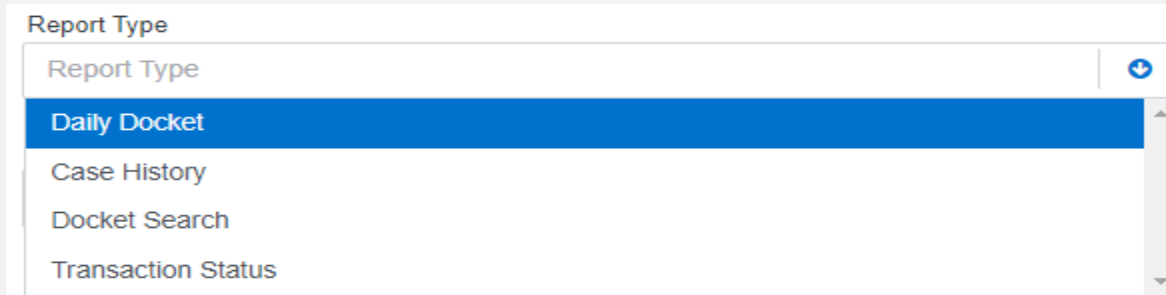 Report Type
Report Type
Daily Docket
Case History
Docket Search
Transaction Status